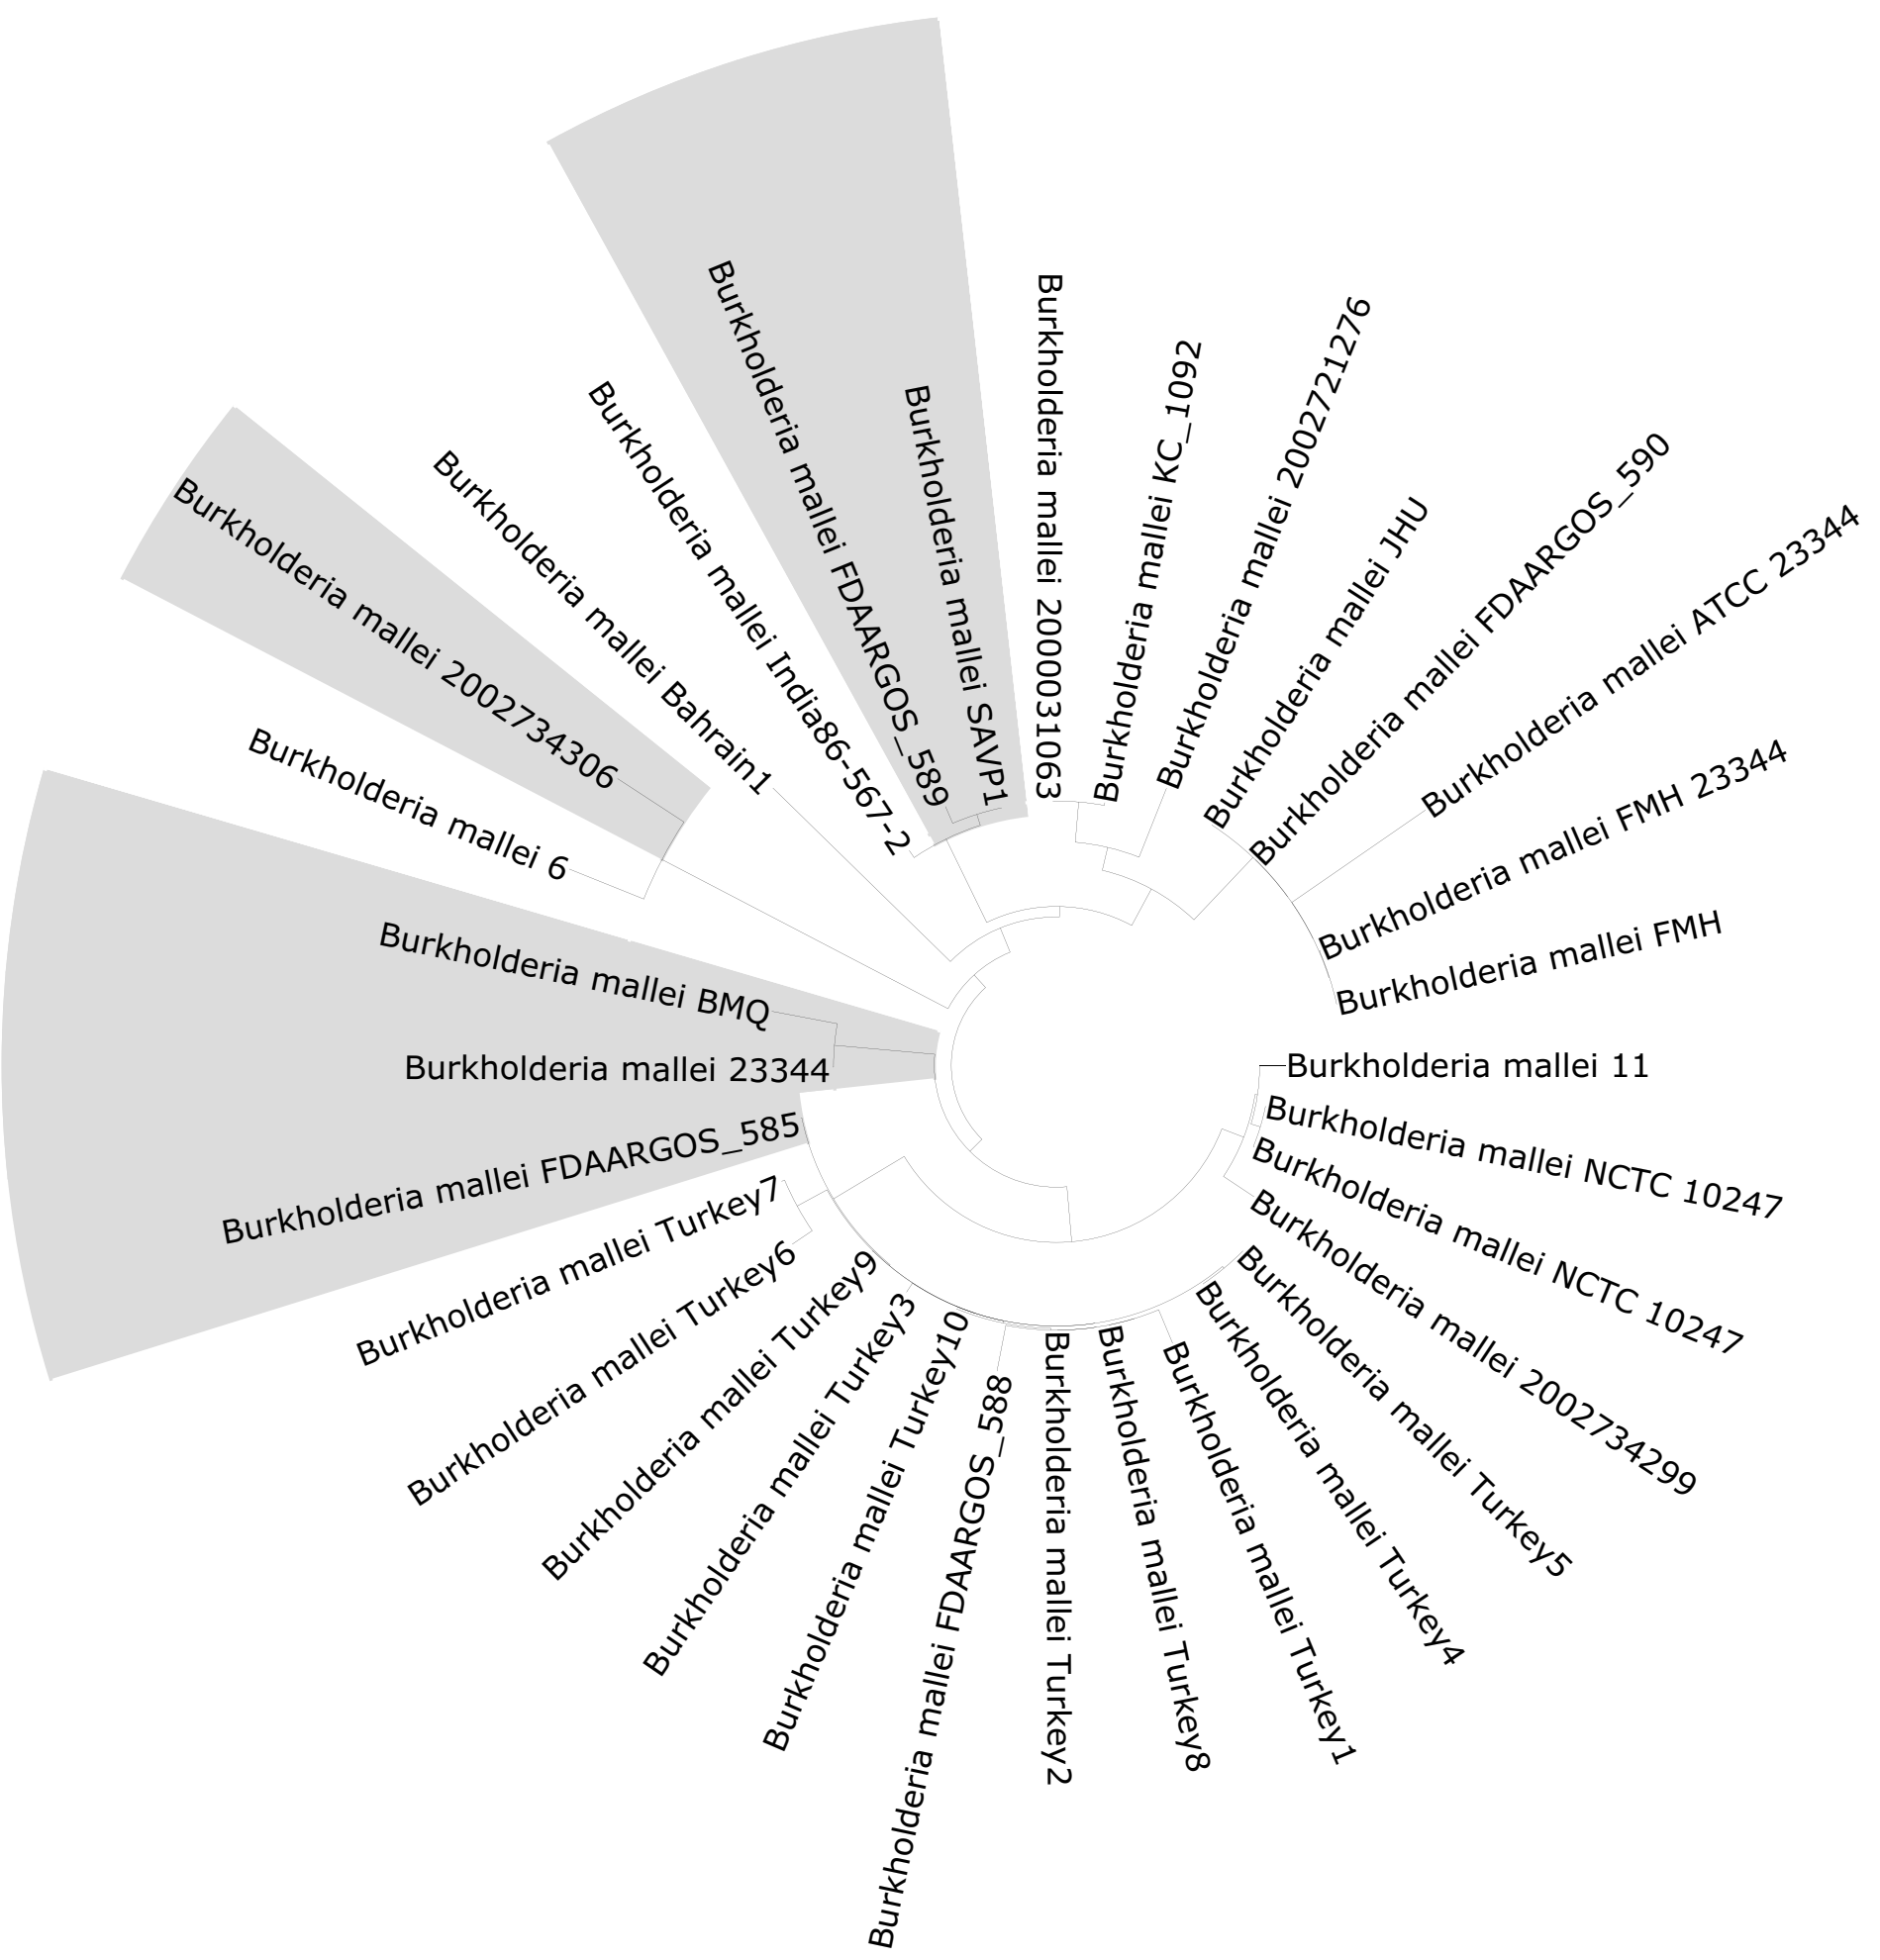 Burkholderia mallei 2000031063
Burkholderia mallei KC_1092
Burkholderia mallei 2002721276
Burkholderia mallei JHU
Burkholderia mallei FDAARGOS_590
Burkholderia mallei ATCC 23344
Burkholderia mallei FMH 23344
Burkholderia mallei FMH
Burkholderia mallei 11
Burkholderia mallei NCTC 10247
Burkholderia mallei NCTC 10247
Burkholderia mallei 2002734299
Burkholderia mallei Turkey5
Burkholderia mallei Turkey4
Burkholderia mallei Turkey1
Burkholderia mallei Turkey8
Burkholderia mallei Turkey2
Burkholderia mallei FDAARGOS_588
Burkholderia mallei Turkey10
Burkholderia mallei Turkey3
Burkholderia mallei Turkey9
Burkholderia mallei Turkey6
Burkholderia mallei Turkey7
Burkholderia mallei FDAARGOS_585
Burkholderia mallei 23344
Burkholderia mallei BMQ
Burkholderia mallei 6
Burkholderia mallei 2002734306
Burkholderia mallei Bahrain1
Burkholderia mallei India86-567-2
Burkholderia mallei FDAARGOS_589
Burkholderia mallei SAVP1